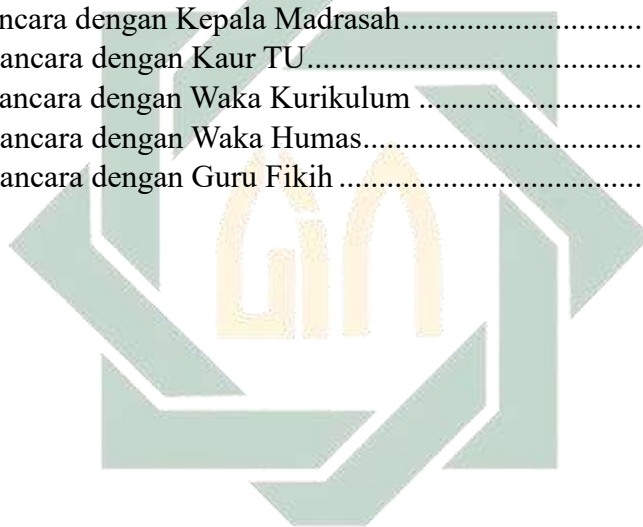 ncara dengan Kepala Madrasah..............................
ancara dengan Kaur TU..........................................
ancara dengan Waka Kurikulum ...........................
ancara dengan Waka Humas..................................
ancara dengan Guru Fikih .....................................